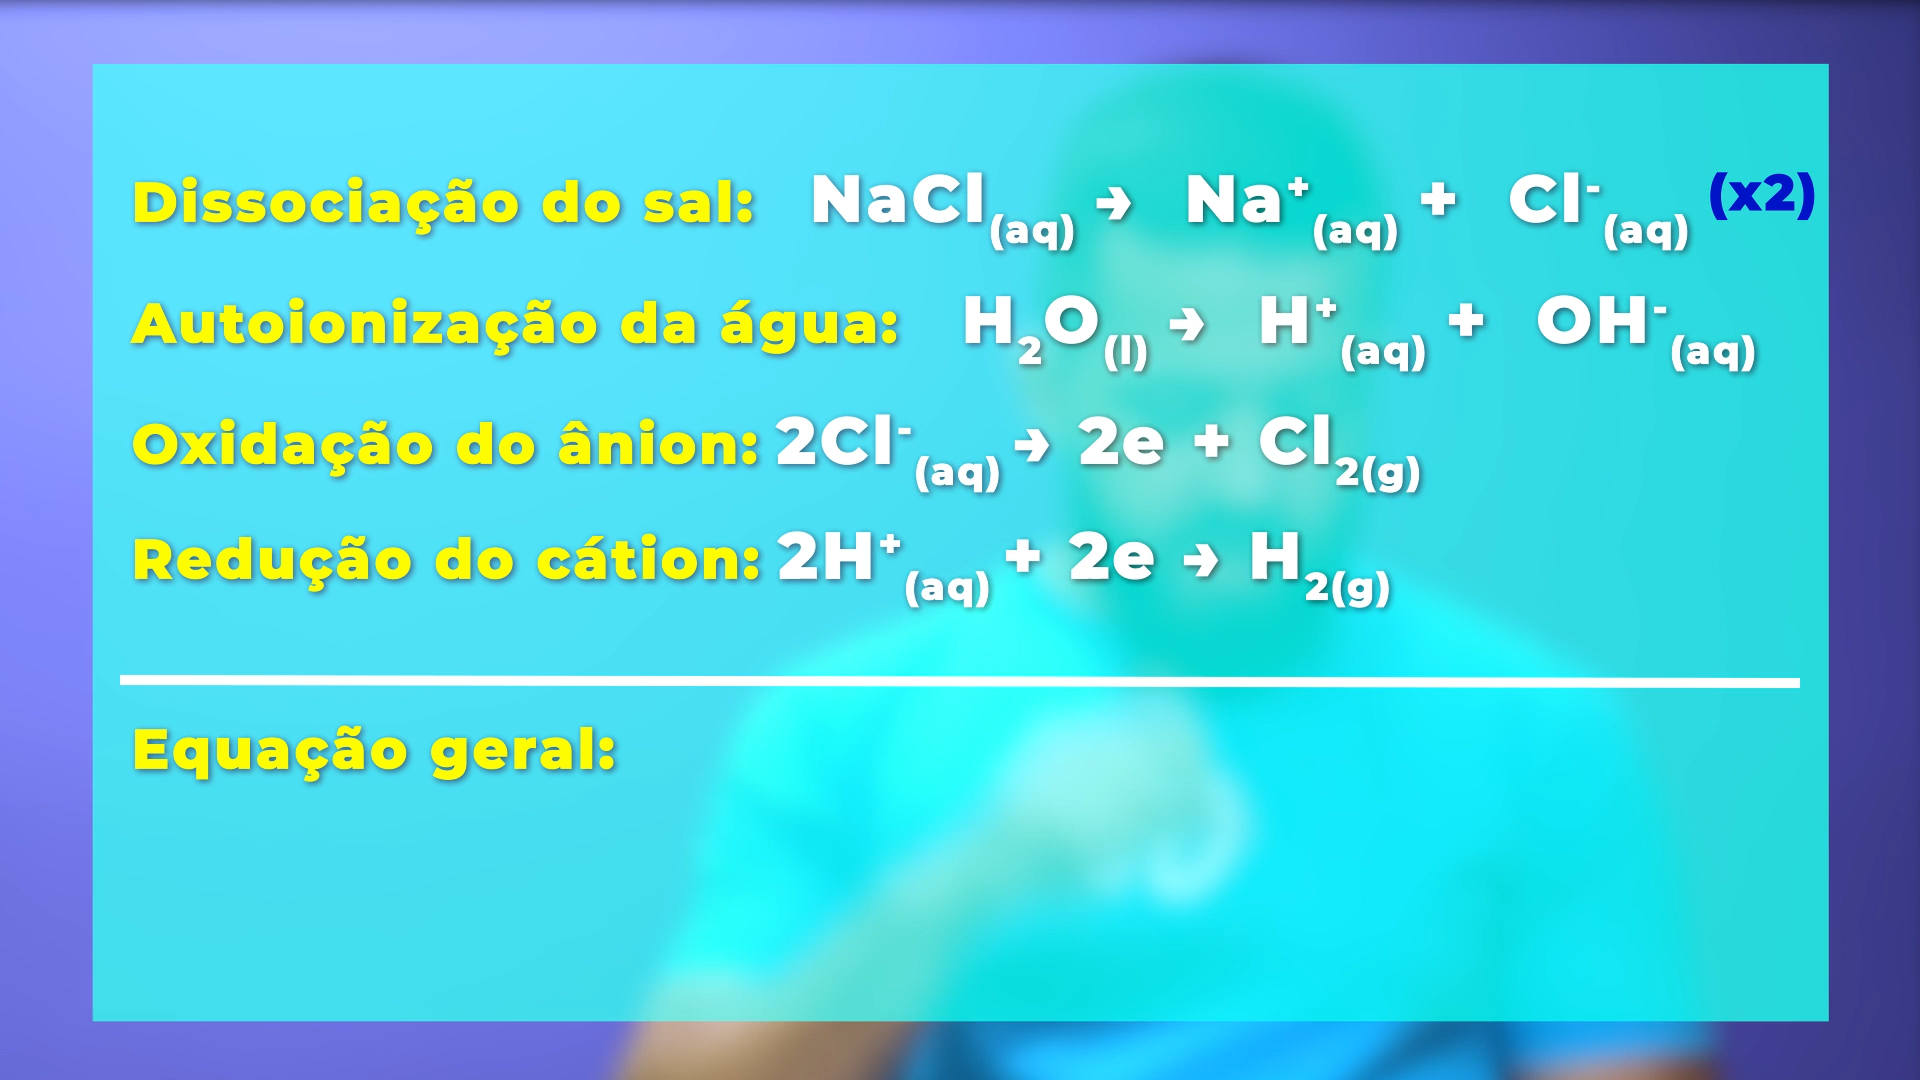 Dissociação do sal: NaCl(aq) → Na⁺(aq) + Cl⁻(aq) (x2)
Autoionização da água: H₂O(l) → H⁺(aq) + OH⁻(aq)
Oxidação do ânion: 2Cl⁻(aq) → 2e + Cl₂(g)
Redução do cátion: 2H⁺(aq) + 2e → H₂(g)
Equação geral: